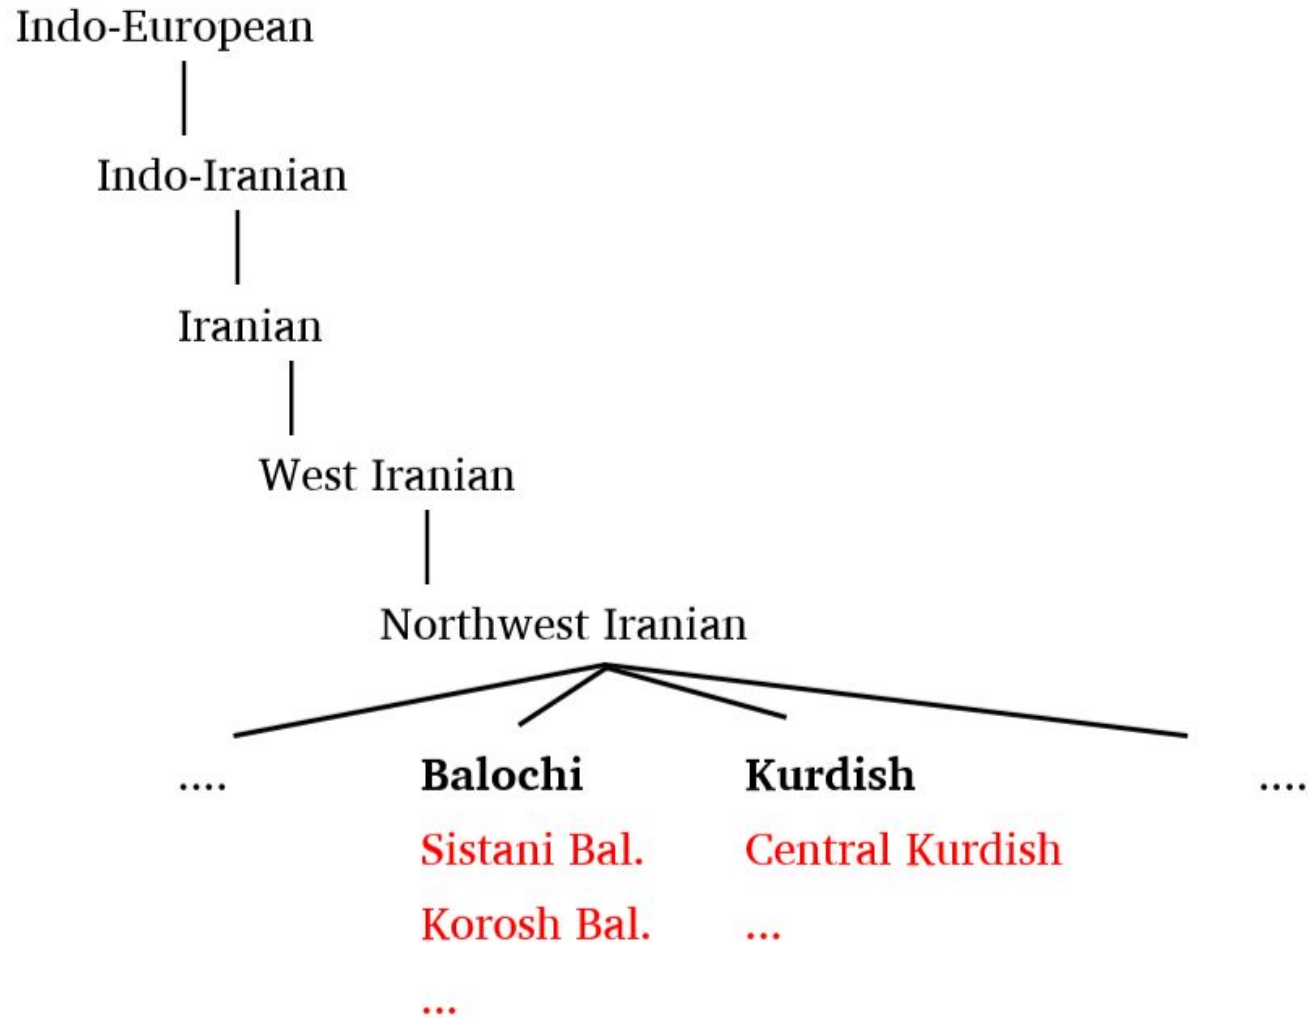 Indo-European
Indo-Iranian
Iranian
West Iranian
Northwest Iranian
.... Balochi Kurdish ....
Sistani Bal. Central Kurdish
Korosh Bal. ...
...